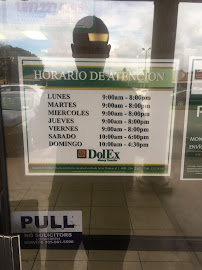 HORARIO DE ATENCION
LUNES 9:00am - 8:00pm
MARTES 9:00am - 8:00pm
MIERCOLES 9:00am - 8:00pm
JUEVES 9:00am - 8:00pm
VIERNES 9:00am - 8:00pm
SABADO 10:00am - 6:00pm
DOMINGO 10:00am - 4:30pm
DolEx
PULL
NO SOLICITORS